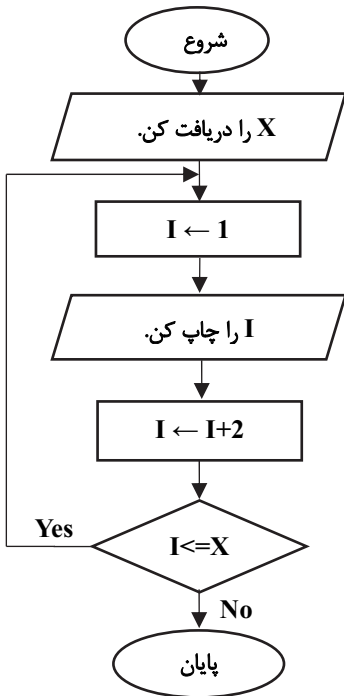 شروع
X را دریافت کن.
I ← 1
I را چاپ کن.
I ← I+2
Yes
I<=X
No
پایان